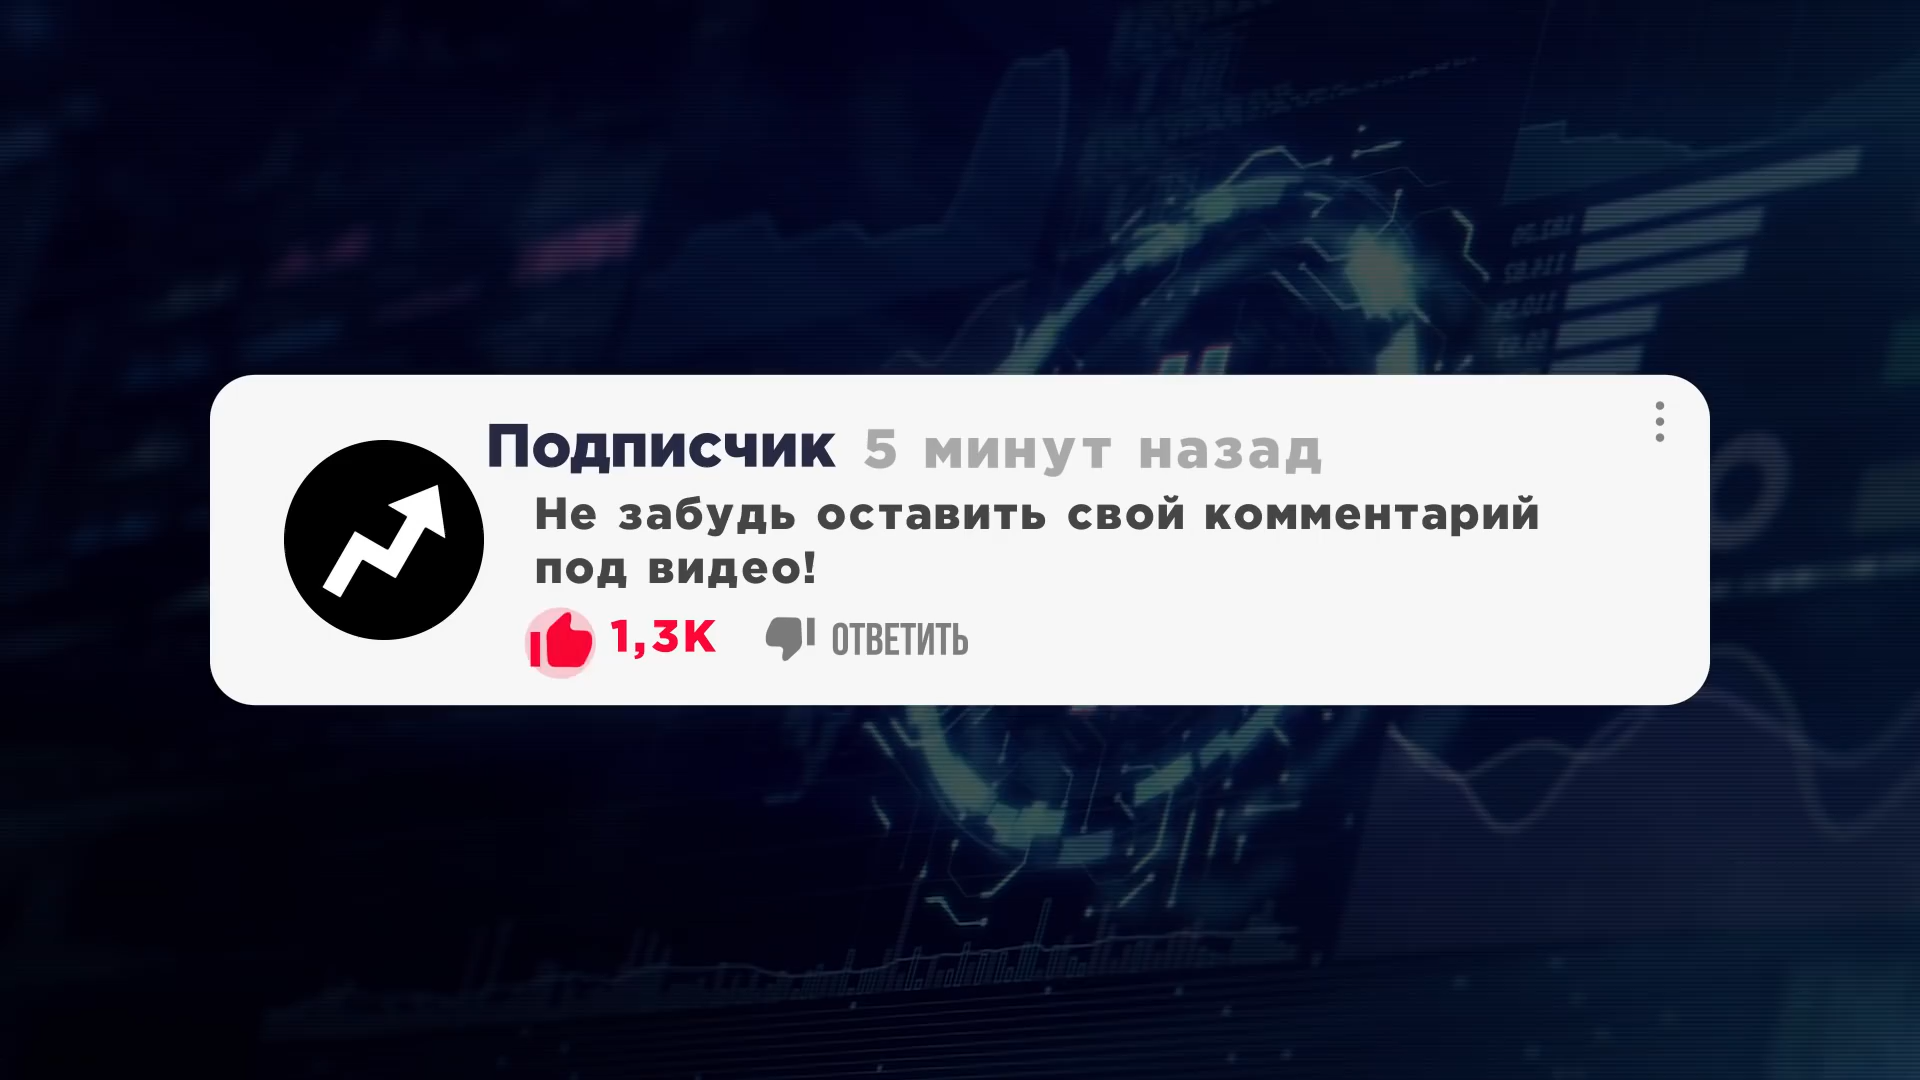 Подписчик 5 минут назад
Не забудь оставить свой комментарий
под видео!
1,3K ОТВЕТИТЬ